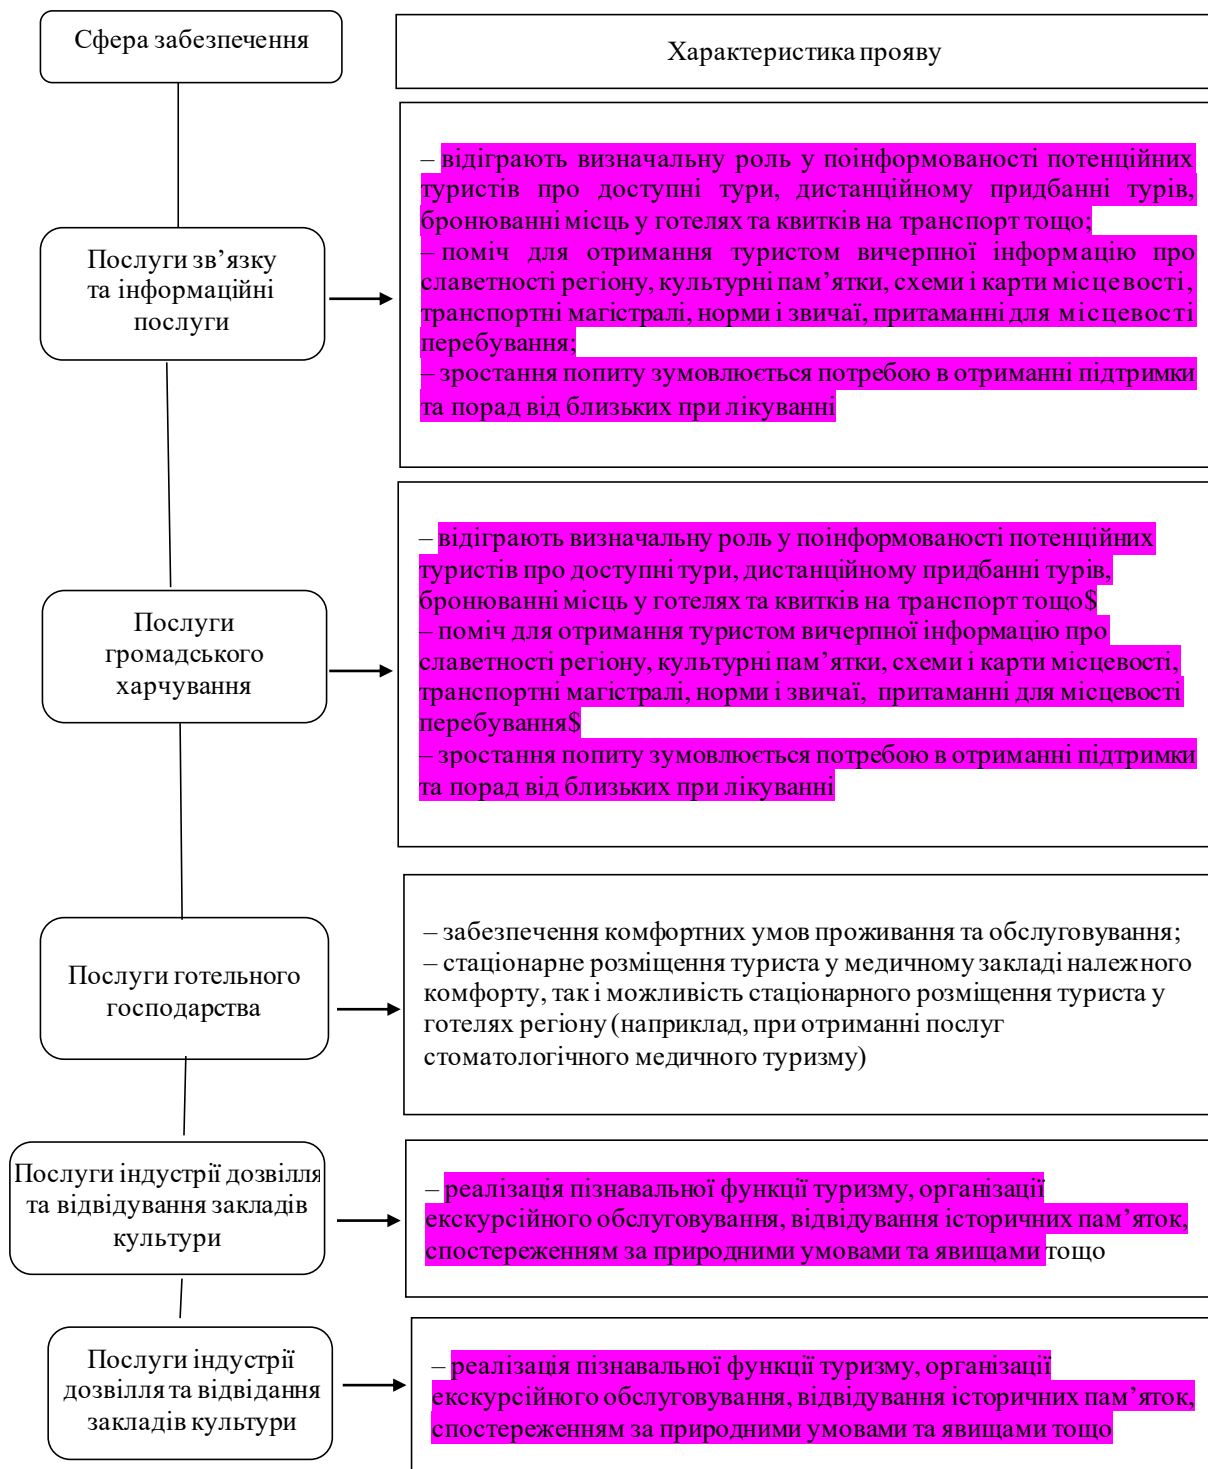 Сфера забезпечення
Характеристика прояву
Послуги зв’язку
та інформаційні
послуги
– відіграють визначальну роль у поінформованості потенційних
туристів про доступні тури, дистанційному придбанні турів,
бронюванні місць у готелях та квитків на транспорт тощо;
– поміч для отримання туристом вичерпної інформацію про
славетності регіону, культурні пам’ятки, схеми і карти місцевості,
транспортні магістралі, норми і звичаї, притаманні для місцевості
перебування;
– зростання попиту зумовлюється потребою в отриманні підтримки
та порад від близьких при лікуванні
Послуги
громадського
харчування
– відіграють визначальну роль у поінформованості потенційних
туристів про доступні тури, дистанційному придбанні турів,
бронюванні місць у готелях та квитків на транспорт тощо$
– поміч для отримання туристом вичерпної інформацію про
славетності регіону, культурні пам’ятки, схеми і карти місцевості,
транспортні магістралі, норми і звичаї, притаманні для місцевості
перебування$
– зростання попиту зумовлюється потребою в отриманні підтримки
та порад від близьких при лікуванні
Послуги готельного
господарства
– забезпечення комфортних умов проживання та обслуговування;
– стаціонарне розміщення туриста у медичному закладі належного
комфорту, так і можливість стаціонарного розміщення туриста у
готелях регіону (наприклад, при отриманні послуг
стоматологічного медичного туризму)
Послуги індустрії дозвілля
та відвідування закладів
культури
– реалізація пізнавальної функції туризму, організації
екскурсійного обслуговування, відвідування історичних пам’яток,
спостереженням за природними умовами та явищами тощо
Послуги індустрії
дозвілля та відвідання
закладів культури
– реалізація пізнавальної функції туризму, організації
екскурсійного обслуговування, відвідування історичних пам’яток,
спостереженням за природними умовами та явищами тощо